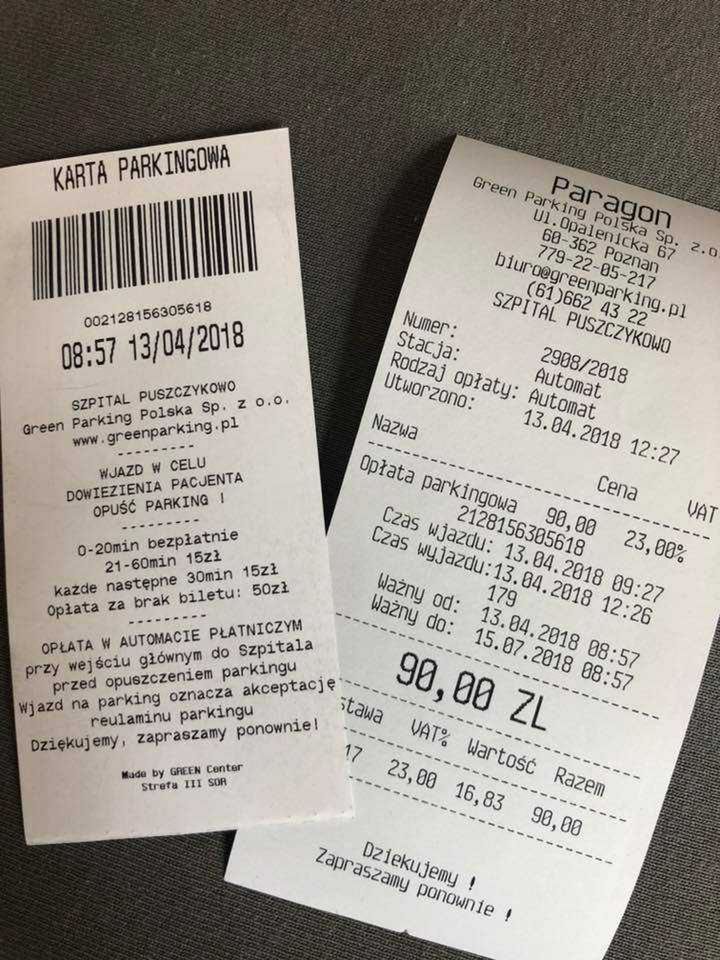 KARTA PARKINGOWA
002128156305618
08:57 13/04/2018
SZPITAL PUSZCZYKOWO
Green Parking Polska Sp. z o.o.
www.greenparking.pl
---------
WJAZD W CELU
DOWIEZIENIA PACJENTA
OPUŚĆ PARKING !
---------
0-20min bezpłatnie
21-60min 15zł
każde następne 30min 15zł
Opłata za brak biletu: 50zł
---------
OPŁATA W AUTOMACIE PŁATNICZYM
przy wejściu głównym do Szpitala
przed opuszczeniem parkingu
Wjazd na parking oznacza akceptację
reulaminu parkingu
Dziękujemy, zapraszamy ponownie!
Made by GREEN Center
Strefa III SOR
Paragon
Green Parking Polska Sp. z.o
Ul.Opalenicka 67
60-362 Poznan
779-22-05-217
biuro@greenparking.pl
(61)662 43 22
SZPITAL PUSZCZYKOWO
Numer: 2908/2018
Stacja: Automat
Rodzaj opłaty: Automat
Utworzono: 13.04.2018 12:27
Nazwa Cena VAT
Opłata parkingowa 90,00 23,00%
2128156305618
Czas wjazdu: 13.04.2018 09:27
Czas wyjazdu:13.04.2018 12:26
179
Ważny od: 13.04.2018 08:57
Ważny do: 15.07.2018 08:57
90,00 ZL
stawa VAT% Wartość Razem
17 23,00 16,83 90,00
Dziekujemy !
Zapraszamy ponownie !